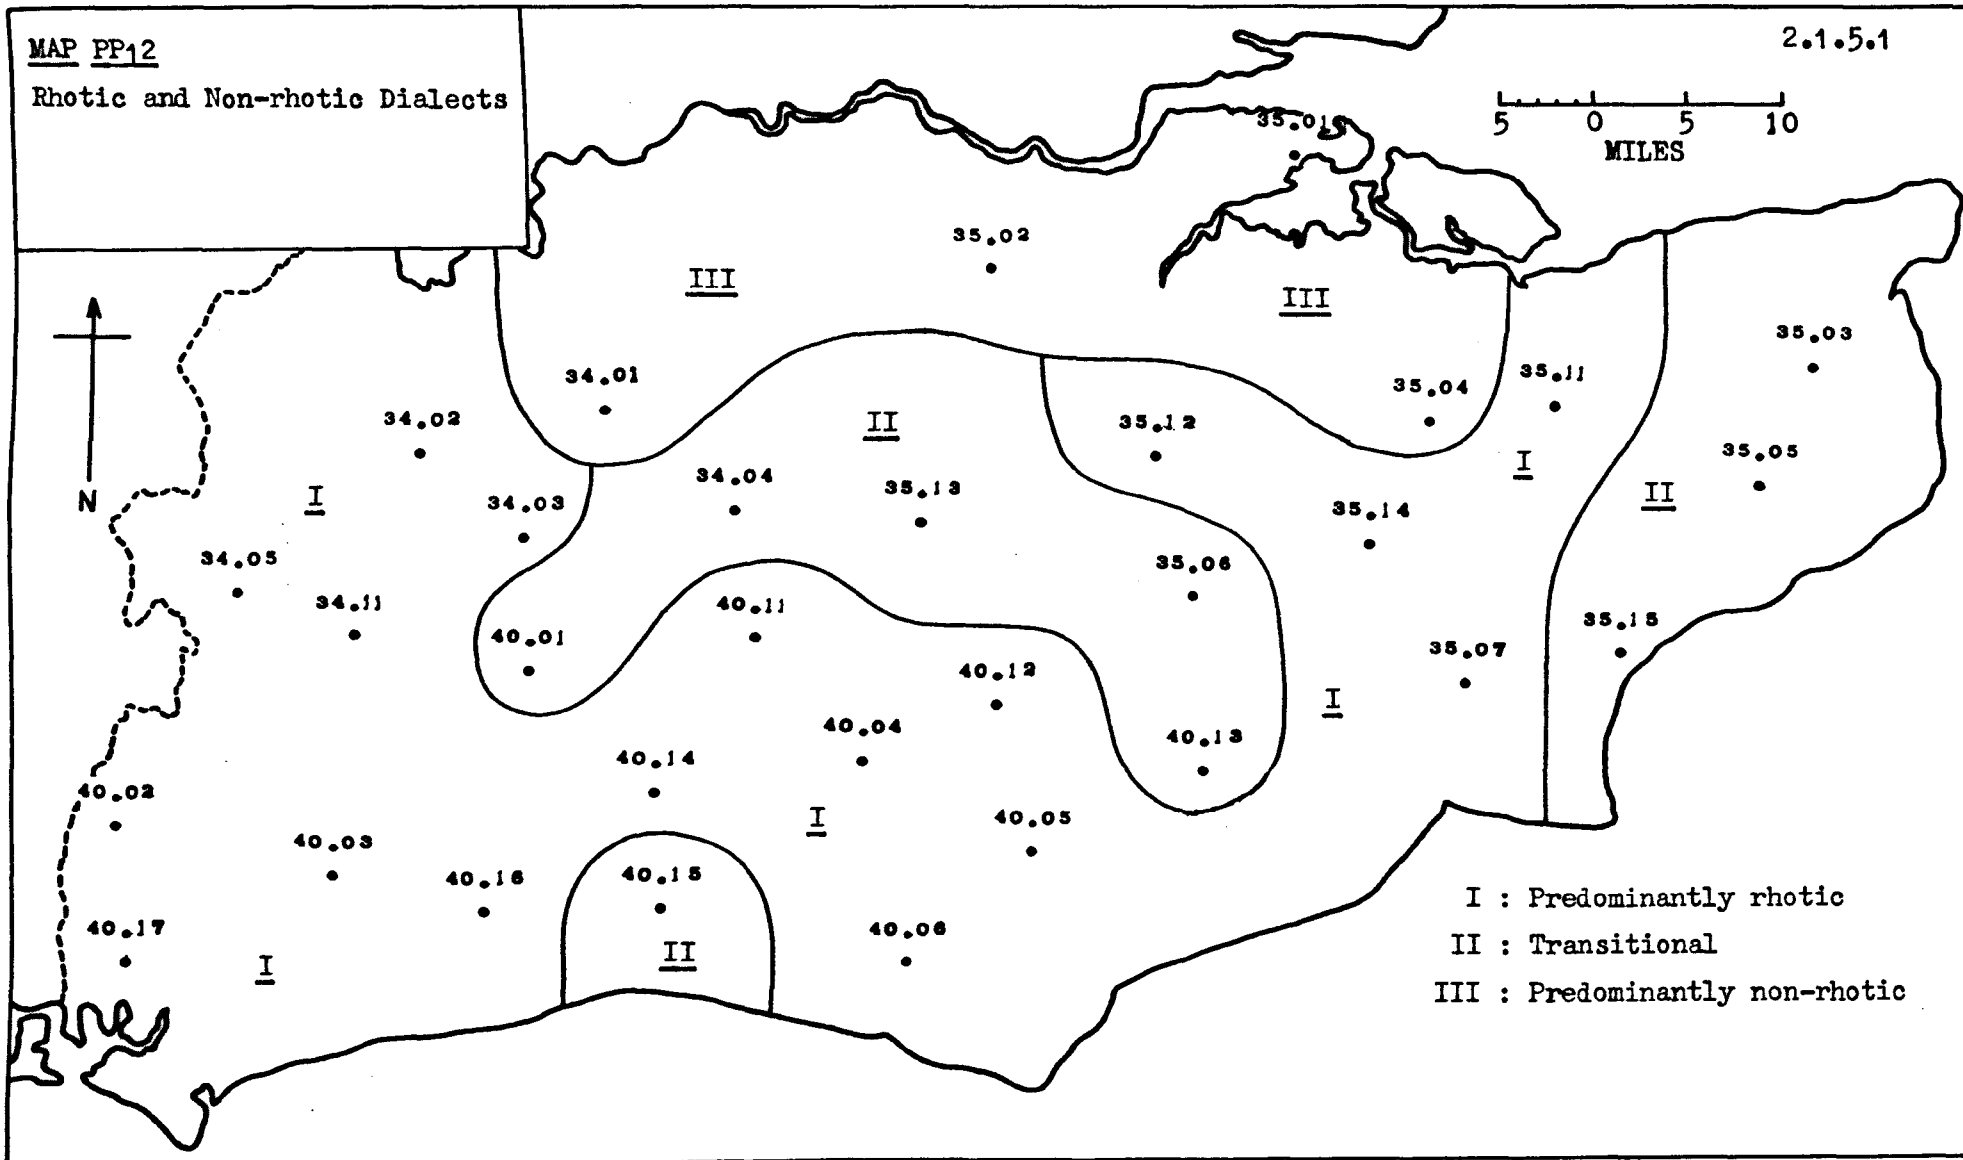 MAP PP12
Rhotic and Non-rhotic Dialects
2.1.5.1
5 0 5 10
MILES
35.01
35.02
III
III
35.03
34.01
35.04
35.11
34.02
II
35.12
35.05
I
34.03
34.04
35.13
I
II
N
35.14
34.05
35.06
34.11
40.11
40.01
35.15
35.07
40.12
I
40.04
40.13
40.14
40.02
I
40.05
40.03
40.16
40.15
I : Predominantly rhotic
40.17
40.06
II : Transitional
I
II
III : Predominantly non-rhotic